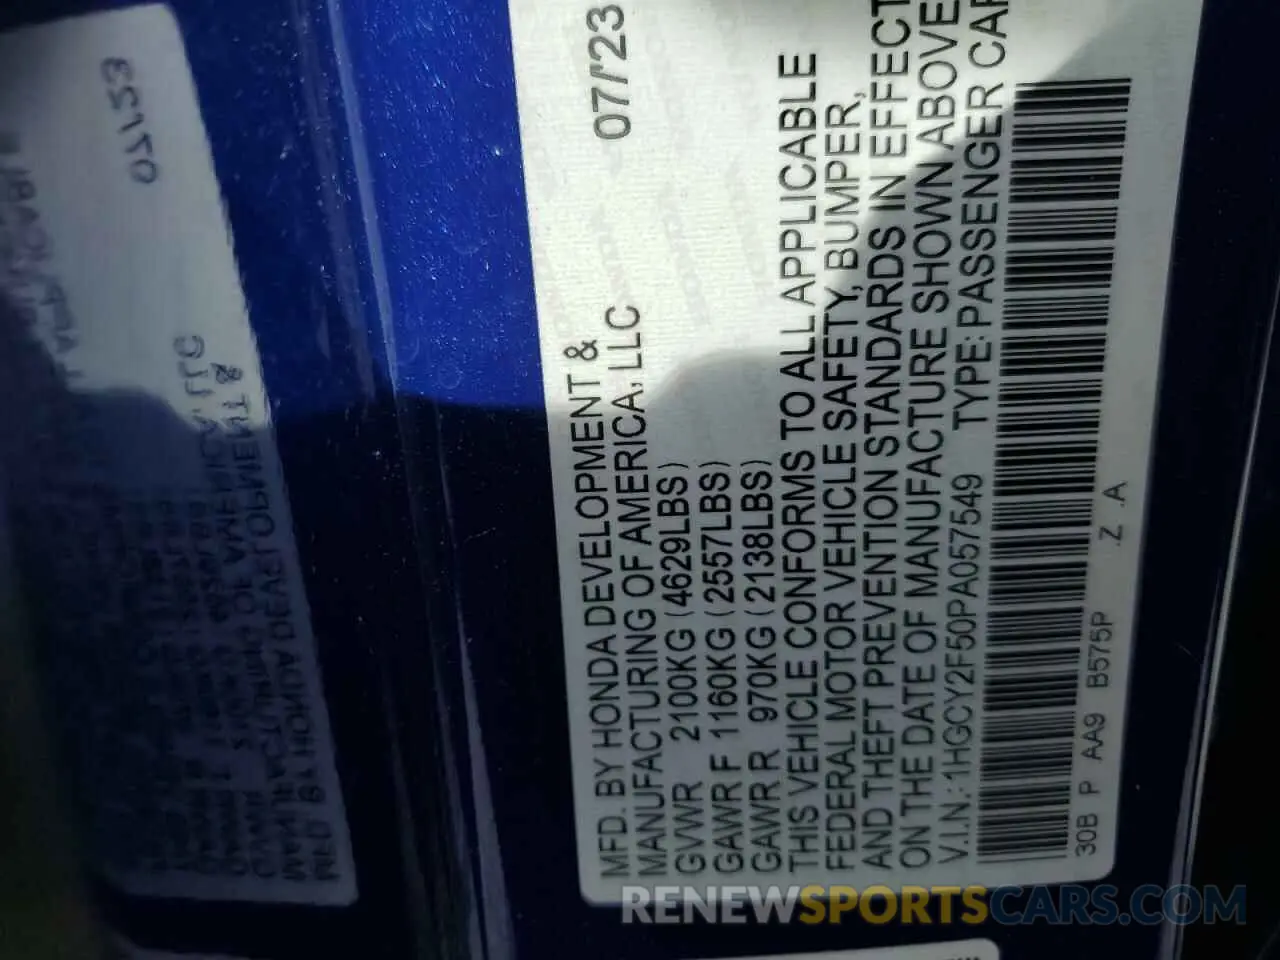 MFD. BY HONDA DEVELOPMENT & 
MANUFACTURING OF AMERICA, LLC 07/'23
GVWR 2100KG (4629LBS)
GAWR F 1160KG (2557LBS)
GAWR R 970KG (2138LBS)
THIS VEHICLE CONFORMS TO ALL APPLICABLE
FEDERAL MOTOR VEHICLE SAFETY, BUMPER,
AND THEFT PREVENTION STANDARDS IN EFFECT
ON THE DATE OF MANUFACTURE SHOWN ABOVE
V.I.N.:1HGCY2F50PA057549 TYPE:PASSENGER CAR
30B P AA9 B575P Z .A
RENEWSPORTSCARS.COM